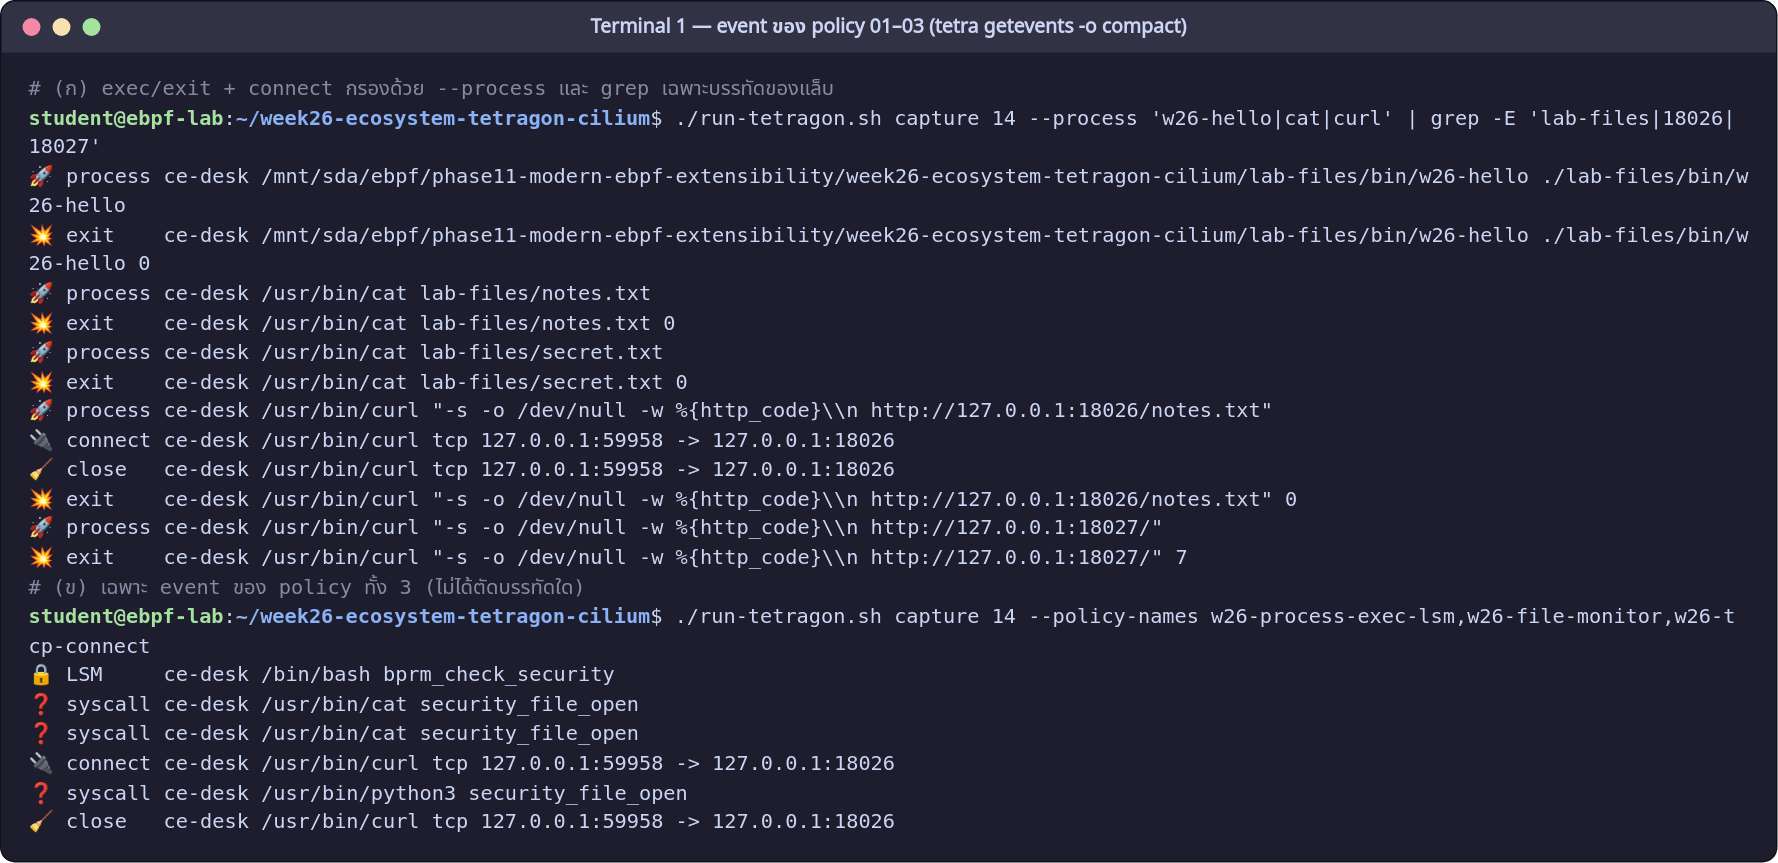 Terminal 1 — event ของ policy 01–03 (tetra getevents -o compact)
# (ก) exec/exit + connect กรองด้วย --process และ grep เฉพาะบรรทัดของแล็บ
student@ebpf-lab:~/week26-ecosystem-tetragon-cilium$ ./run-tetragon.sh capture 14 --process 'w26-hello|cat|curl' | grep -E 'lab-files|18026|
18027'
🚀 process ce-desk /mnt/sda/ebpf/phase11-modern-ebpf-extensibility/week26-ecosystem-tetragon-cilium/lab-files/bin/w26-hello ./lab-files/bin/w
26-hello
💥 exit    ce-desk /mnt/sda/ebpf/phase11-modern-ebpf-extensibility/week26-ecosystem-tetragon-cilium/lab-files/bin/w26-hello ./lab-files/bin/w
26-hello 0
🚀 process ce-desk /usr/bin/cat lab-files/notes.txt
💥 exit    ce-desk /usr/bin/cat lab-files/notes.txt 0
🚀 process ce-desk /usr/bin/cat lab-files/secret.txt
💥 exit    ce-desk /usr/bin/cat lab-files/secret.txt 0
🚀 process ce-desk /usr/bin/curl "-s -o /dev/null -w %{http_code}\\n http://127.0.0.1:18026/notes.txt"
🔌 connect ce-desk /usr/bin/curl tcp 127.0.0.1:59958 -> 127.0.0.1:18026
🧹 close   ce-desk /usr/bin/curl tcp 127.0.0.1:59958 -> 127.0.0.1:18026
💥 exit    ce-desk /usr/bin/curl "-s -o /dev/null -w %{http_code}\\n http://127.0.0.1:18026/notes.txt" 0
🚀 process ce-desk /usr/bin/curl "-s -o /dev/null -w %{http_code}\\n http://127.0.0.1:18027/"
💥 exit    ce-desk /usr/bin/curl "-s -o /dev/null -w %{http_code}\\n http://127.0.0.1:18027/" 7
# (ข) เฉพาะ event ของ policy ทั้ง 3 (ไม่ได้ตัดบรรทัดใด)
student@ebpf-lab:~/week26-ecosystem-tetragon-cilium$ ./run-tetragon.sh capture 14 --policy-names w26-process-exec-lsm,w26-file-monitor,w26-t
cp-connect
🔒 LSM     ce-desk /bin/bash bprm_check_security
❓ syscall ce-desk /usr/bin/cat security_file_open
❓ syscall ce-desk /usr/bin/cat security_file_open
🔌 connect ce-desk /usr/bin/curl tcp 127.0.0.1:59958 -> 127.0.0.1:18026
❓ syscall ce-desk /usr/bin/python3 security_file_open
🧹 close   ce-desk /usr/bin/curl tcp 127.0.0.1:59958 -> 127.0.0.1:18026